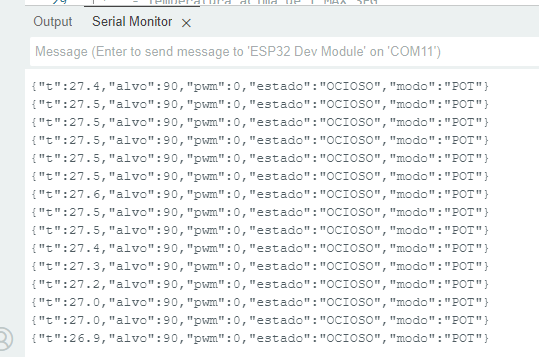 Output Serial Monitor
Message (Enter to send message to 'ESP32 Dev Module' on 'COM11')
{"t":27.4,"alvo":90,"pwm":0,"estado":"OCIOSO","modo":"POT"}
{"t":27.5,"alvo":90,"pwm":0,"estado":"OCIOSO","modo":"POT"}
{"t":27.5,"alvo":90,"pwm":0,"estado":"OCIOSO","modo":"POT"}
{"t":27.5,"alvo":90,"pwm":0,"estado":"OCIOSO","modo":"POT"}
{"t":27.5,"alvo":90,"pwm":0,"estado":"OCIOSO","modo":"POT"}
{"t":27.5,"alvo":90,"pwm":0,"estado":"OCIOSO","modo":"POT"}
{"t":27.6,"alvo":90,"pwm":0,"estado":"OCIOSO","modo":"POT"}
{"t":27.5,"alvo":90,"pwm":0,"estado":"OCIOSO","modo":"POT"}
{"t":27.5,"alvo":90,"pwm":0,"estado":"OCIOSO","modo":"POT"}
{"t":27.4,"alvo":90,"pwm":0,"estado":"OCIOSO","modo":"POT"}
{"t":27.3,"alvo":90,"pwm":0,"estado":"OCIOSO","modo":"POT"}
{"t":27.2,"alvo":90,"pwm":0,"estado":"OCIOSO","modo":"POT"}
{"t":27.0,"alvo":90,"pwm":0,"estado":"OCIOSO","modo":"POT"}
{"t":27.0,"alvo":90,"pwm":0,"estado":"OCIOSO","modo":"POT"}
{"t":26.9,"alvo":90,"pwm":0,"estado":"OCIOSO","modo":"POT"}